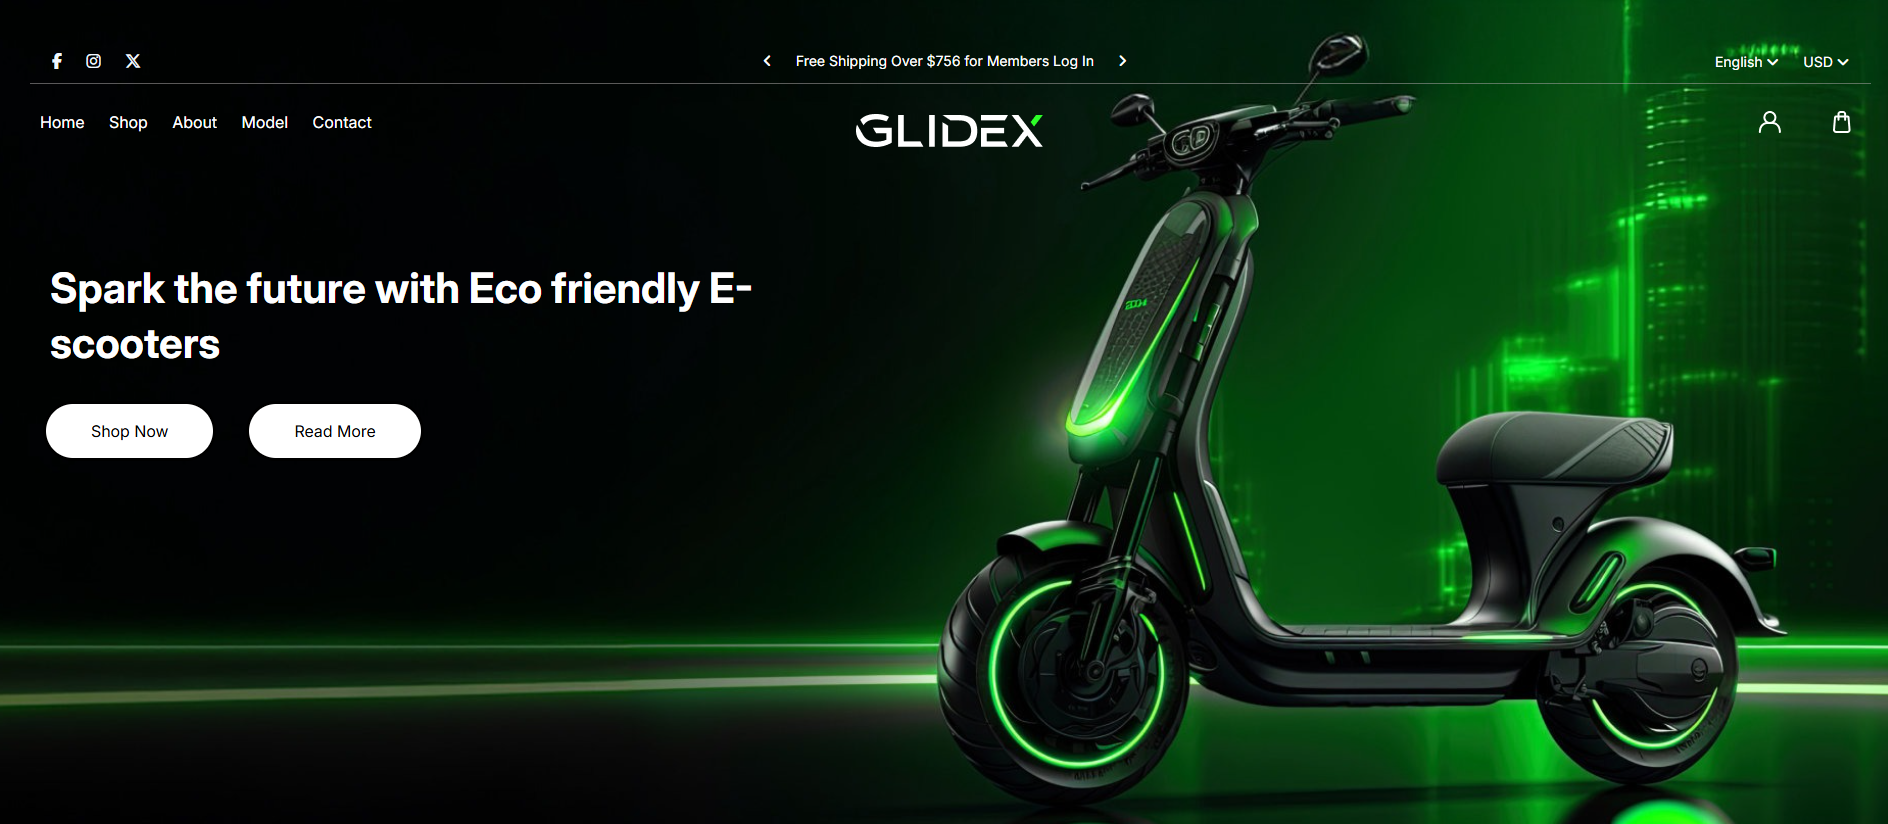 Free Shipping Over $756 for Members Log In
English
USD
Home
Shop
About
Model
Contact
GLIDEX
Spark the future with Eco friendly E-
scooters
Shop Now
Read More